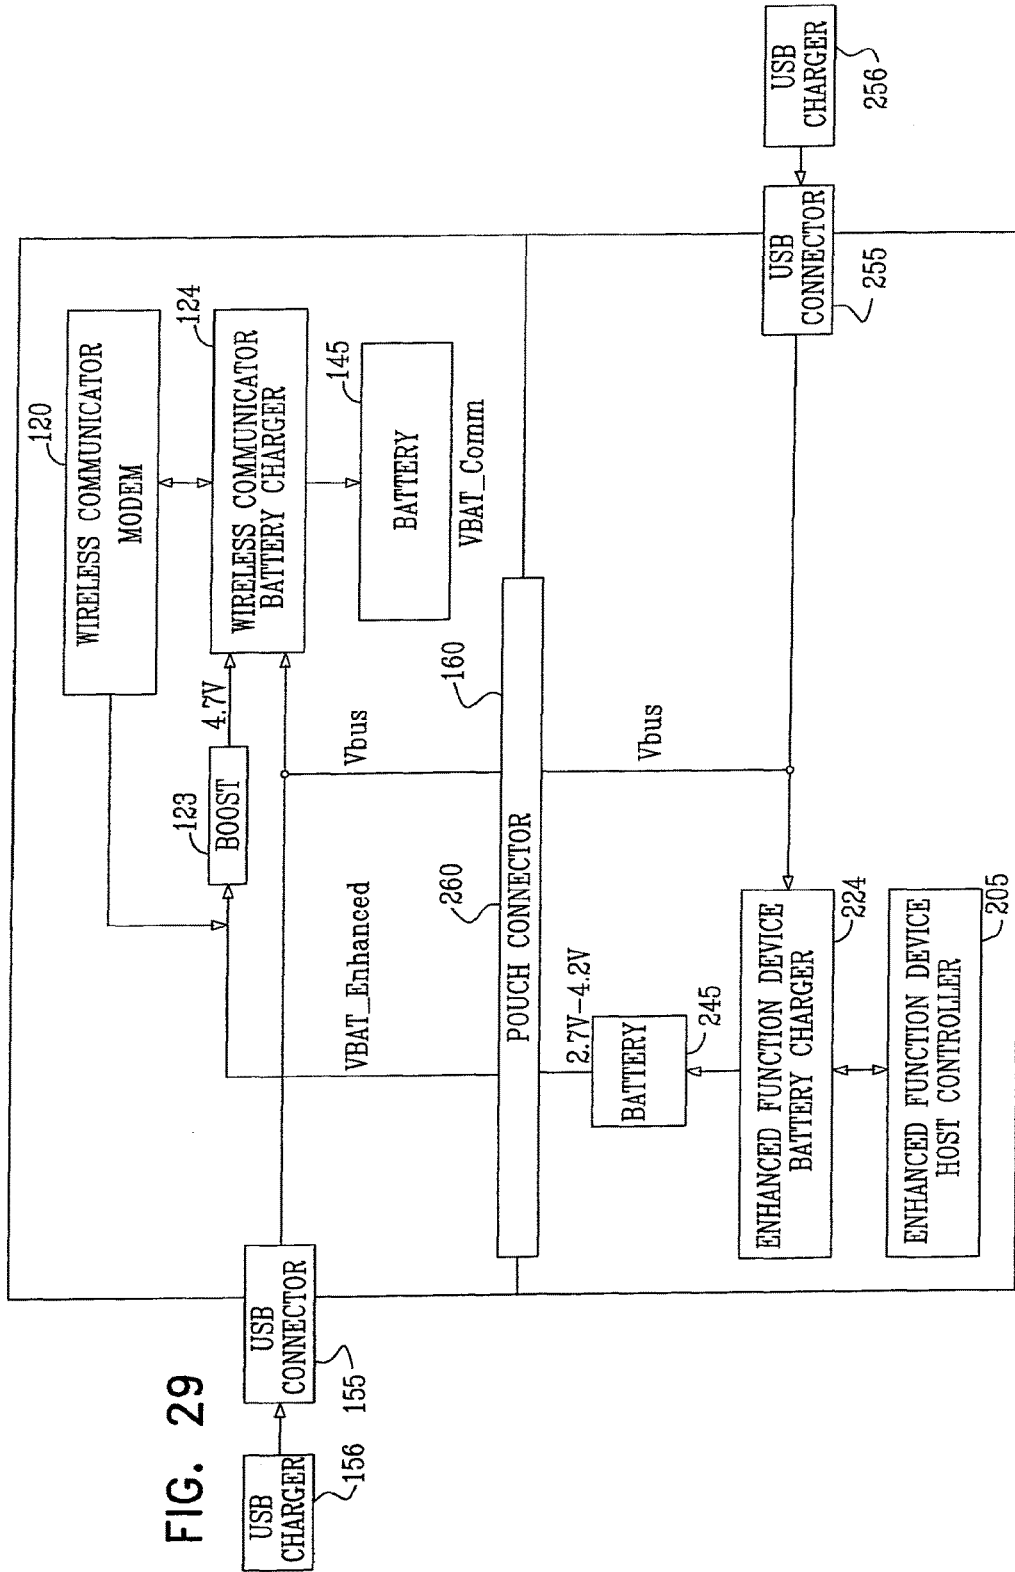 FIG. 29
120
WIRELESS COMMUNICATOR
MODEM
123
BOOST
4.7V
124
WIRELESS COMMUNICATOR
BATTERY CHARGER
145
BATTERY
VBAT_Comm
USB
CHARGER
156
USB
CONNECTOR
155
VBAT_Enhanced
Vbus
260
160
POUCH CONNECTOR
2.7V-4.2V
Vbus
BATTERY
245
ENHANCED FUNCTION DEVICE
BATTERY CHARGER
224
ENHANCED FUNCTION DEVICE
HOST CONTROLLER
205
USB
CONNECTOR
255
USB
CHARGER
256